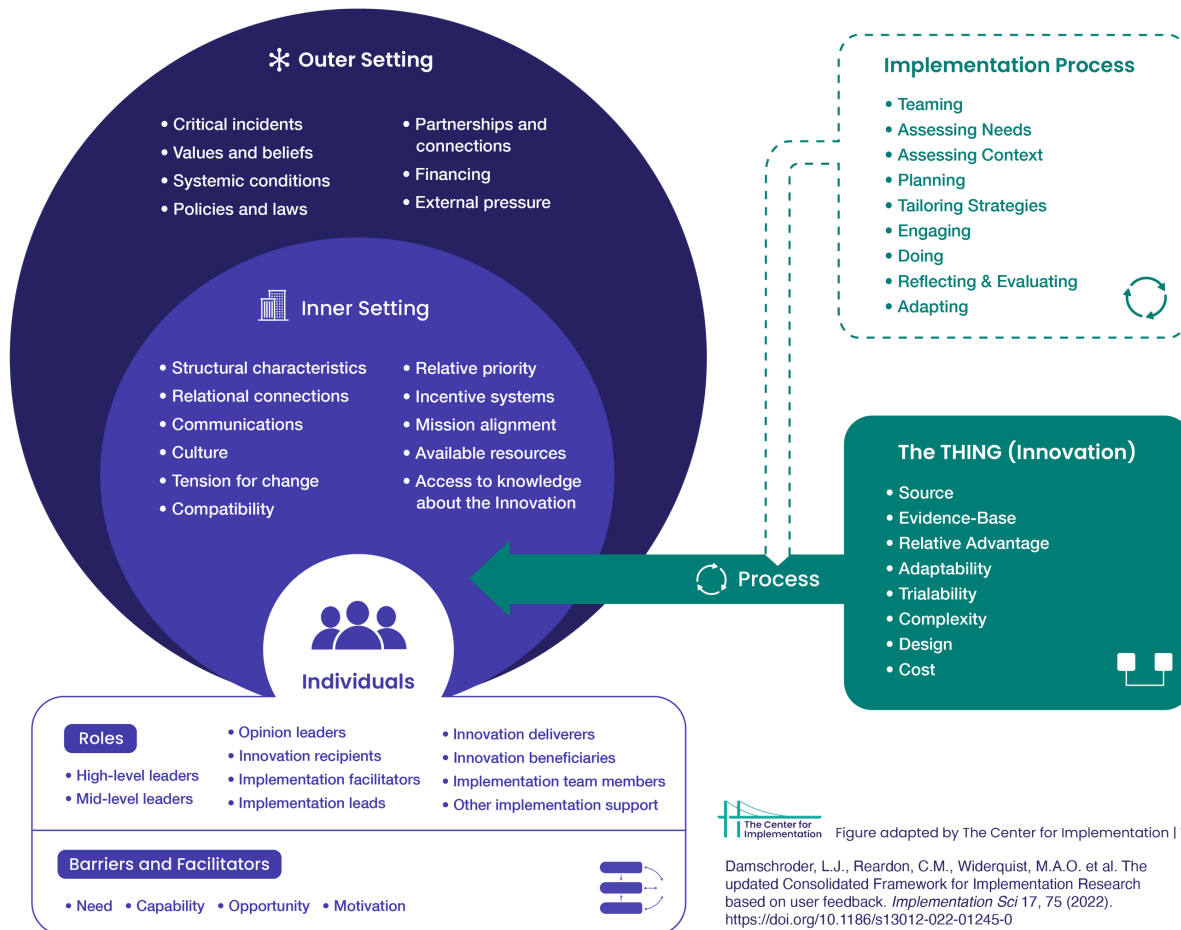 Outer Setting
• Critical incidents
• Values and beliefs
• Systemic conditions
• Policies and laws
• Partnerships and
connections
• Financing
• External pressure
Inner Setting
• Structural characteristics
• Relational connections
• Communications
• Culture
• Tension for change
• Compatibility
• Relative priority
• Incentive systems
• Mission alignment
• Available resources
• Access to knowledge
about the Innovation
Individuals
Roles
• High-level leaders
• Mid-level leaders
• Opinion leaders
• Innovation recipients
• Implementation facilitators
• Implementation leads
• Innovation deliverers
• Innovation beneficiaries
• Implementation team members
• Other implementation support
Barriers and Facilitators
• Need • Capability • Opportunity • Motivation
Implementation Process
• Teaming
• Assessing Needs
• Assessing Context
• Planning
• Tailoring Strategies
• Engaging
• Doing
• Reflecting & Evaluating
• Adapting
Process
The THING (Innovation)
• Source
• Evidence-Base
• Relative Advantage
• Adaptability
• Trialability
• Complexity
• Design
• Cost
The Center for
Implementation
Figure adapted by The Center for Implementation |
Damschroder, L.J., Reardon, C.M., Widerquist, M.A.O. et al. The
updated Consolidated Framework for Implementation Research
based on user feedback. Implementation Sci 17, 75 (2022).
https://doi.org/10.1186/s13012-022-01245-0